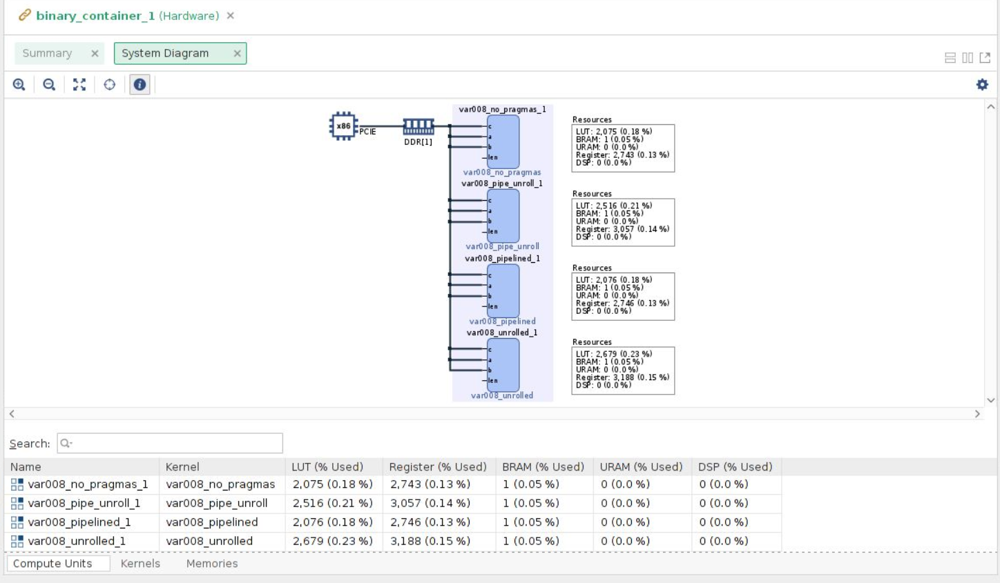 binary_container_1 (Hardware) ×
Summary ×
System Diagram ×
x86
PCIE
DDR[1]
var008_no_pragmas_1
c
a
b
len
var008_no_pragmas
Resources
LUT: 2,075 (0.18 %)
BRAM: 1 (0.05 %)
URAM: 0 (0.0 %)
Register: 2,743 (0.13 %)
DSP: 0 (0.0 %)
var008_pipe_unroll_1
c
a
b
len
var008_pipe_unroll
Resources
LUT: 2,516 (0.21 %)
BRAM: 1 (0.05 %)
URAM: 0 (0.0 %)
Register: 3,057 (0.14 %)
DSP: 0 (0.0 %)
var008_pipelined_1
c
a
b
len
var008_pipelined
Resources
LUT: 2,076 (0.18 %)
BRAM: 1 (0.05 %)
URAM: 0 (0.0 %)
Register: 2,746 (0.13 %)
DSP: 0 (0.0 %)
var008_unrolled_1
c
a
b
len
var008_unrolled
Resources
LUT: 2,679 (0.23 %)
BRAM: 1 (0.05 %)
URAM: 0 (0.0 %)
Register: 3,188 (0.15 %)
DSP: 0 (0.0 %)
Search:
Name Kernel LUT (% Used) Register (% Used) BRAM (% Used) URAM (% Used) DSP (% Used)
var008_no_pragmas_1 var008_no_pragmas 2,075 (0.18 %) 2,743 (0.13 %) 1 (0.05 %) 0 (0.0 %) 0 (0.0 %)
var008_pipe_unroll_1 var008_pipe_unroll 2,516 (0.21 %) 3,057 (0.14 %) 1 (0.05 %) 0 (0.0 %) 0 (0.0 %)
var008_pipelined_1 var008_pipelined 2,076 (0.18 %) 2,746 (0.13 %) 1 (0.05 %) 0 (0.0 %) 0 (0.0 %)
var008_unrolled_1 var008_unrolled 2,679 (0.23 %) 3,188 (0.15 %) 1 (0.05 %) 0 (0.0 %) 0 (0.0 %)
Compute Units Kernels Memories